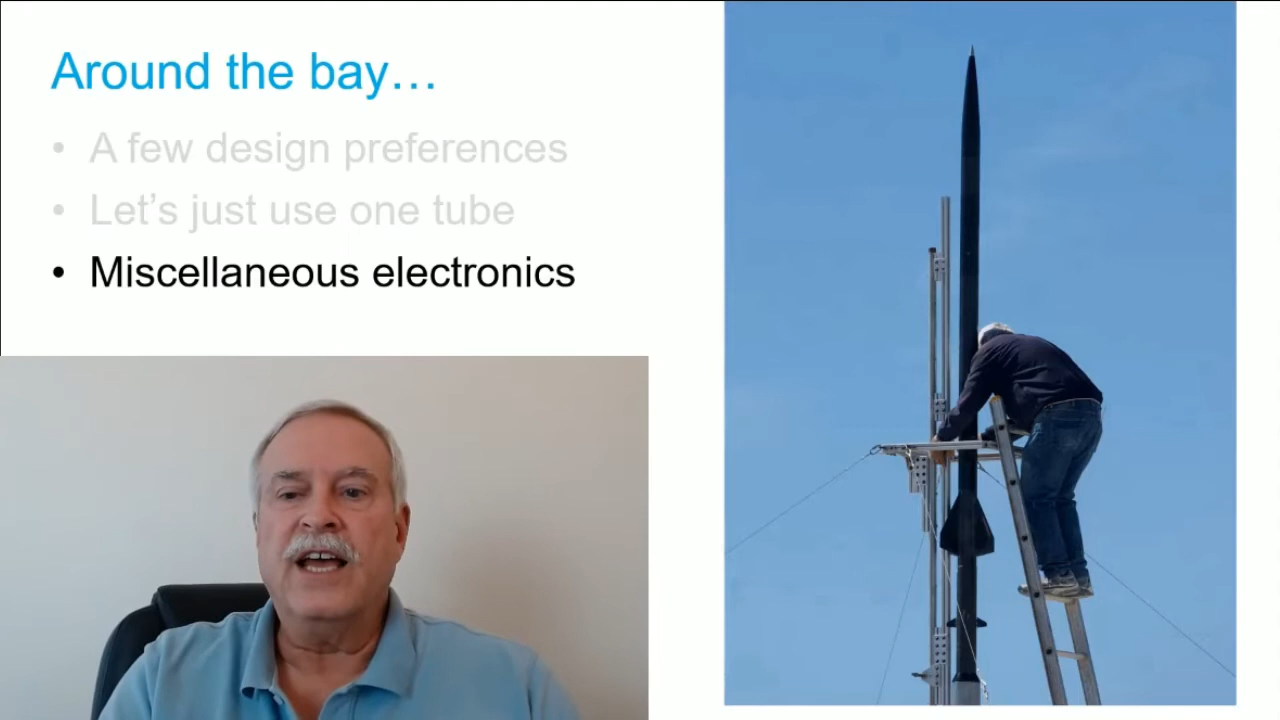 Around the bay…
• A few design preferences
• Let’s just use one tube
• Miscellaneous electronics